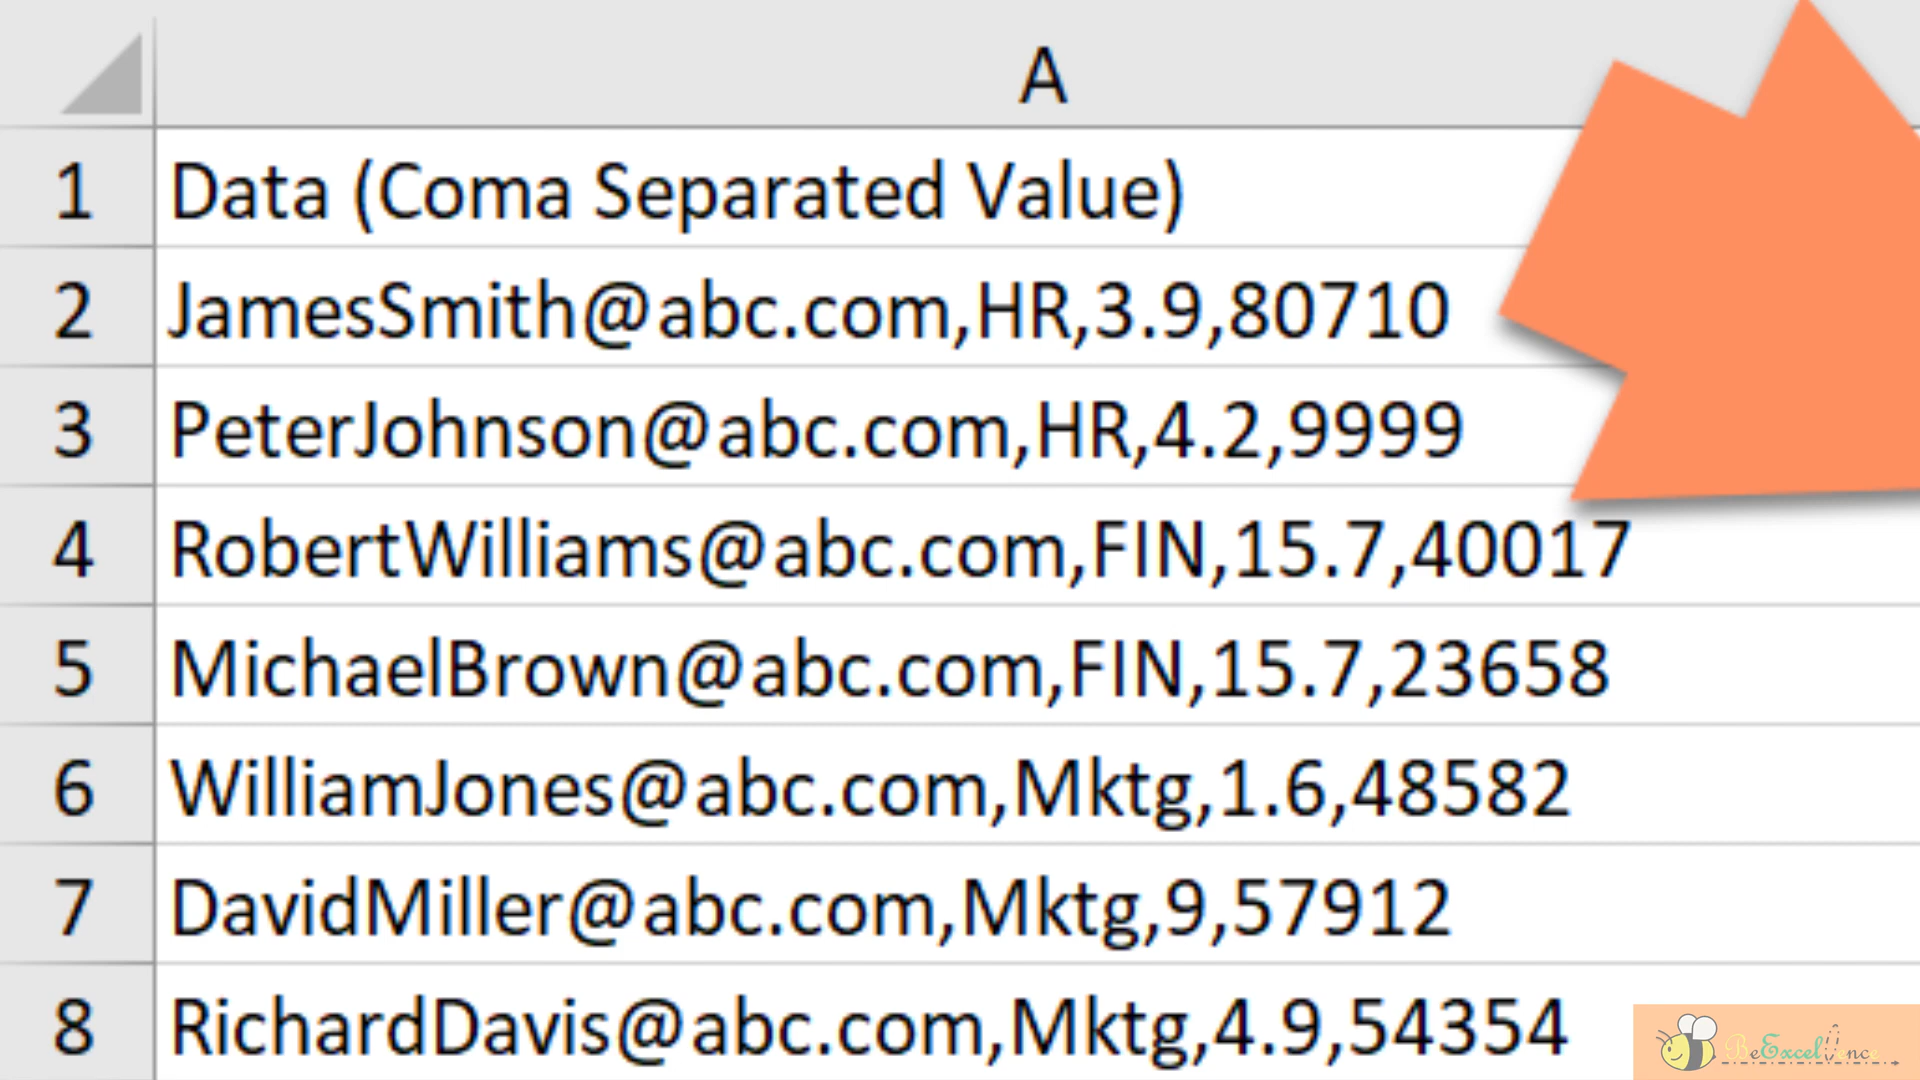 A
1 Data (Coma Separated Value)
2 JamesSmith@abc.com,HR,3.9,80710
3 PeterJohnson@abc.com,HR,4.2,9999
4 RobertWilliams@abc.com,FIN,15.7,40017
5 MichaelBrown@abc.com,FIN,15.7,23658
6 WilliamJones@abc.com,Mktg,1.6,48582
7 DavidMiller@abc.com,Mktg,9,57912
8 RichardDavis@abc.com,Mktg,4.9,54354
BeExcellence